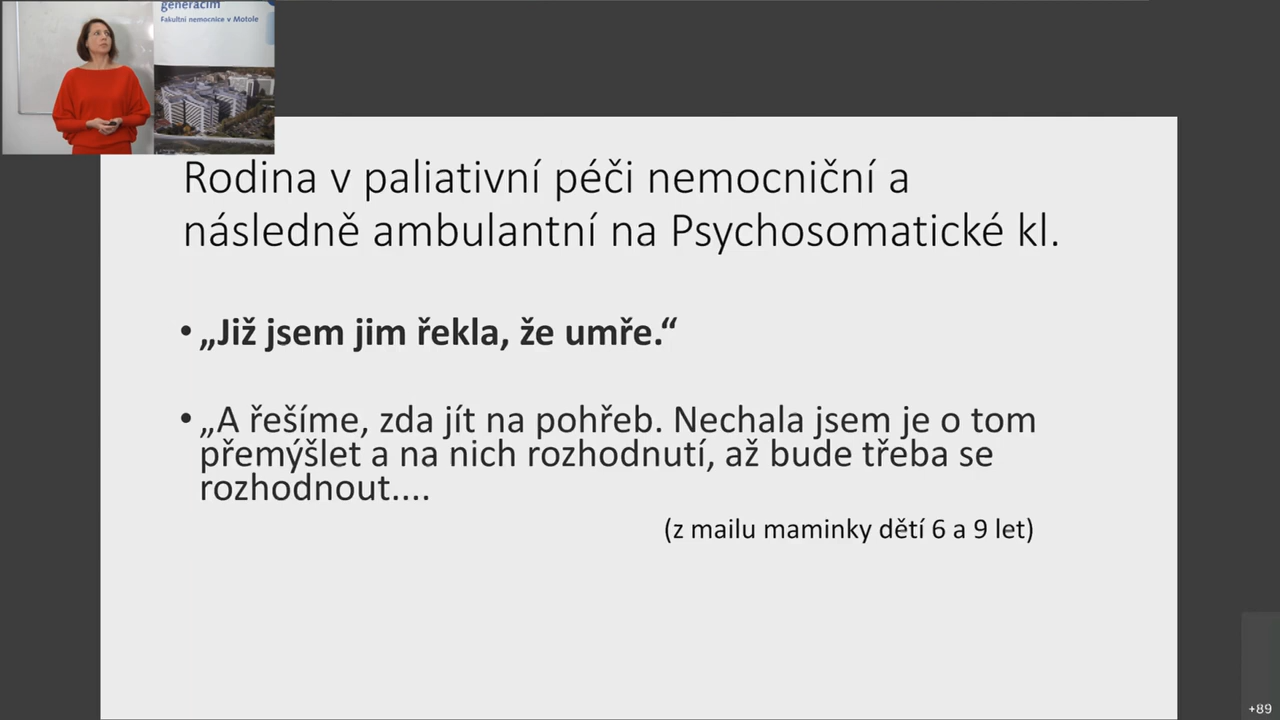 generacím
Fakultní nemocnice v Motole
Rodina v paliativní péči nemocniční a
následně ambulantní na Psychosomatické kl.
• „Již jsem jim řekla, že umře.“
• „A řešíme, zda jít na pohřeb. Nechala jsem je o tom
přemýšlet a na nich rozhodnutí, až bude třeba se
rozhodnout....
(z mailu maminky dětí 6 a 9 let)
+89